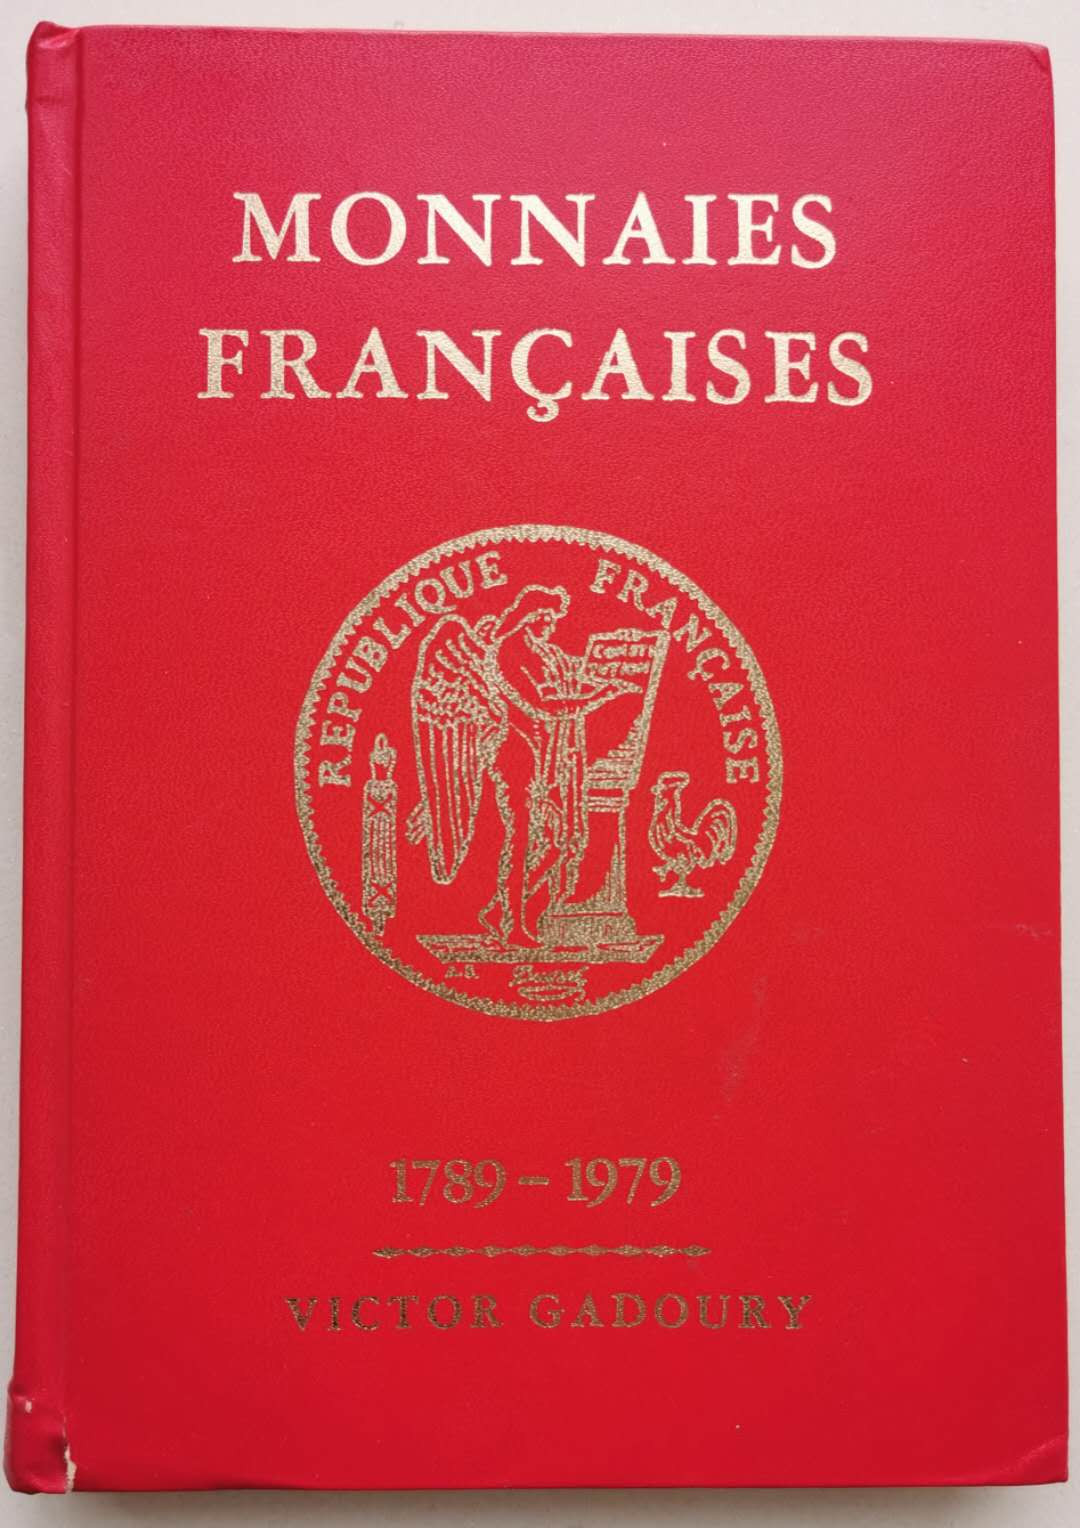 MONNAIES
FRANÇAISES
REPUBLIQUE FRANÇAISE
1789 – 1979
VICTOR GADOURY